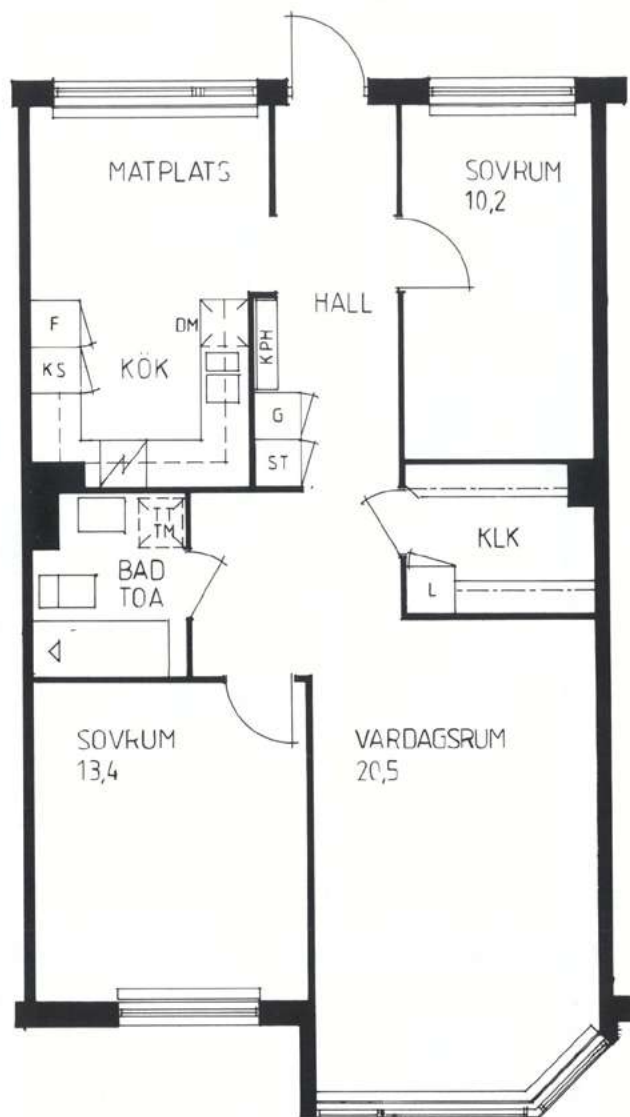 MATPLATS
SOVRUM
10,2
HALL
F
DM
KPH
KS
KÖK
G
ST
TT
TM
KLK
BAD
TOA
L
SOVRUM
13,4
VARDAGSRUM
20,5